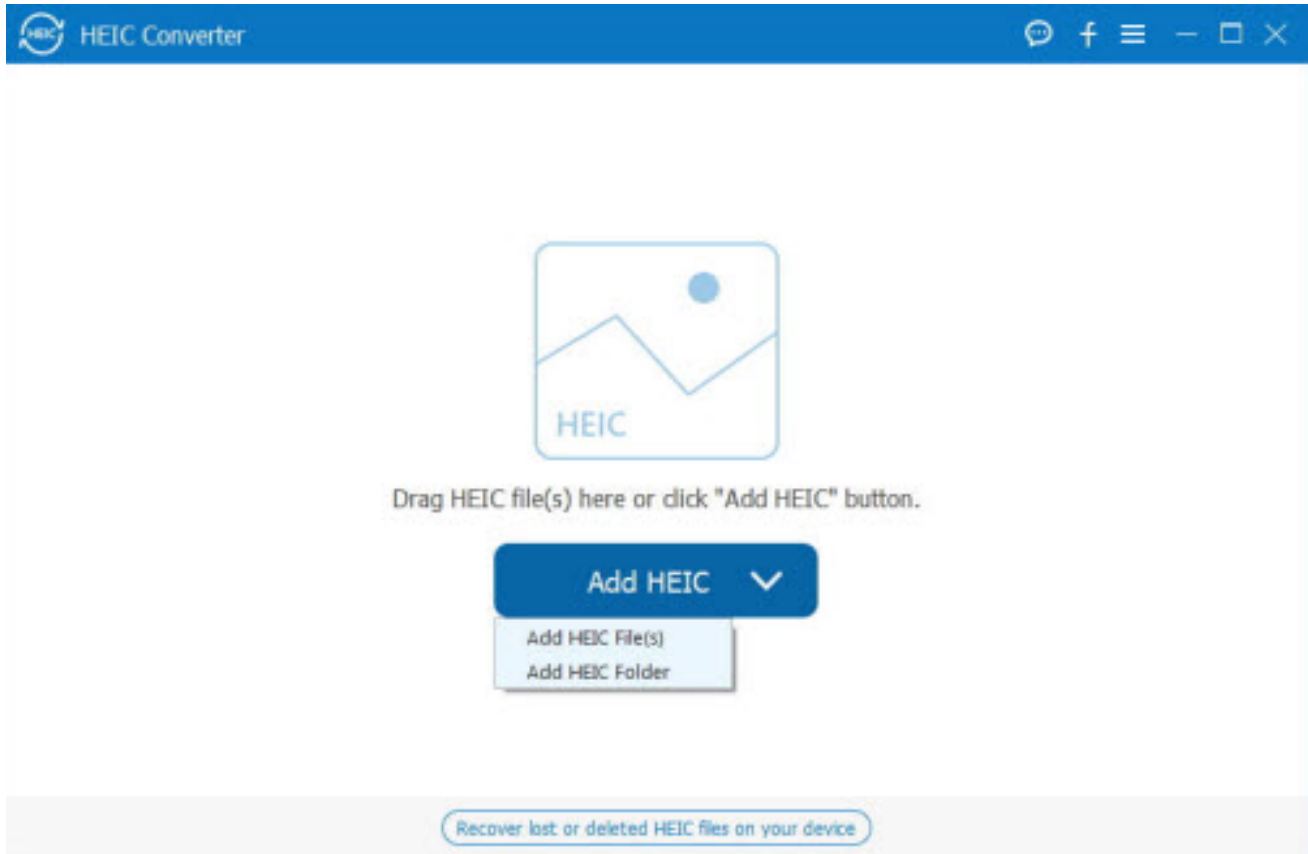 HEIC HEIC Converter
HEIC
Drag HEIC file(s) here or click "Add HEIC" button.
Add HEIC
Add HEIC File(s)
Add HEIC Folder
Recover lost or deleted HEIC files on your device